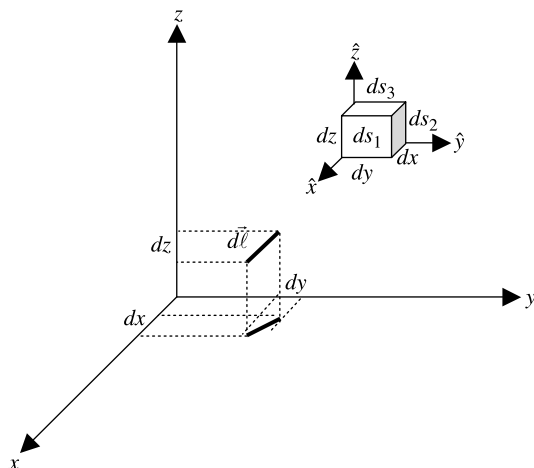 z
ẑ
ds₃
dz
ds₁
ds₂
ŷ
x̂
dy
dx
dz
dℓ⃗
dy
y
dx
x